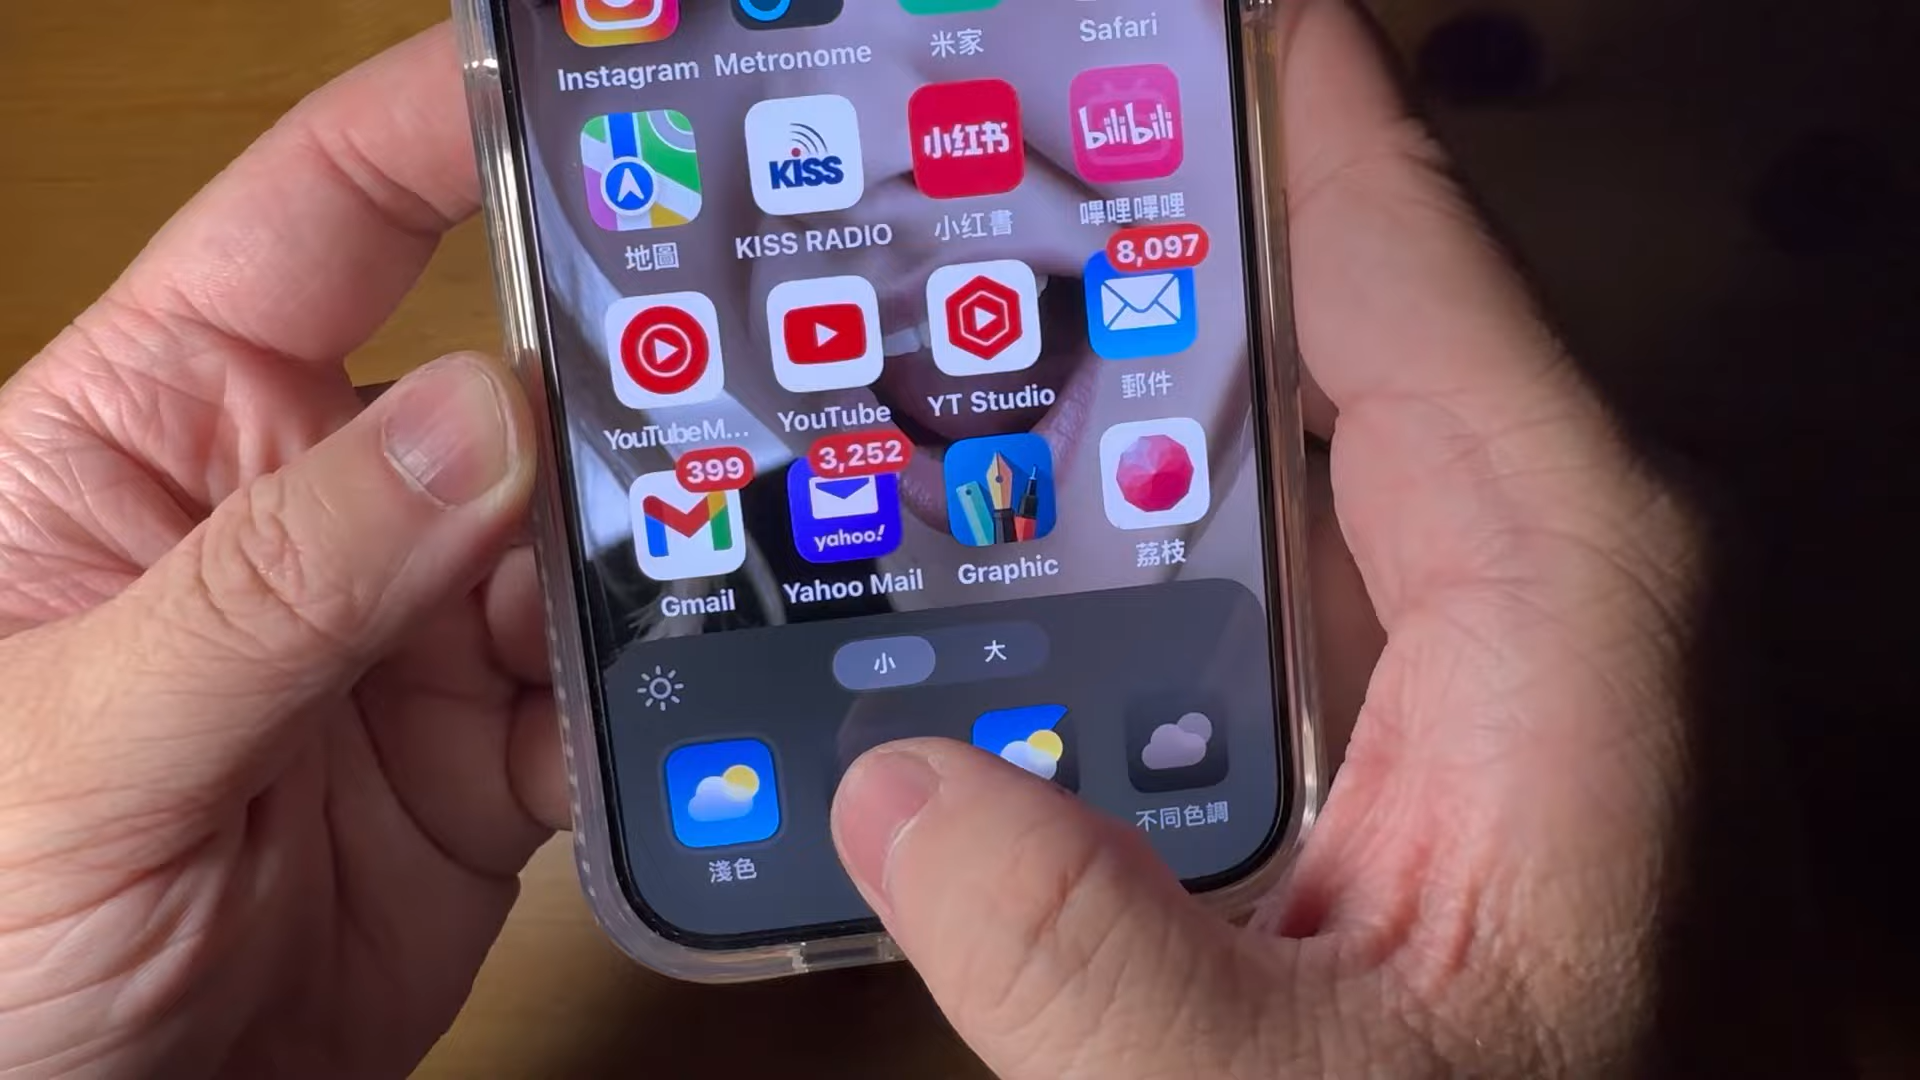 Instagram
Metronome
米家
Safari
小红书
bilibili
KISS
地圖
KISS RADIO
小红書
嗶哩嗶哩
8,097
YouTubeM...
YouTube
YT Studio
郵件
399
3,252
yahoo!
Gmail
Yahoo Mail
Graphic
荔枝
小
大
淺色
不同色調